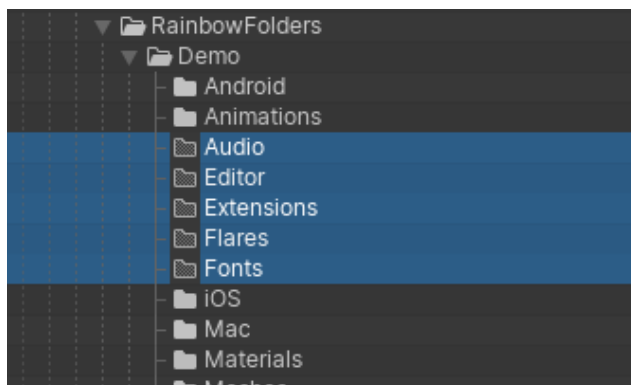 RainbowFolders
Demo
Android
Animations
Audio
Editor
Extensions
Flares
Fonts
iOS
Mac
Materials